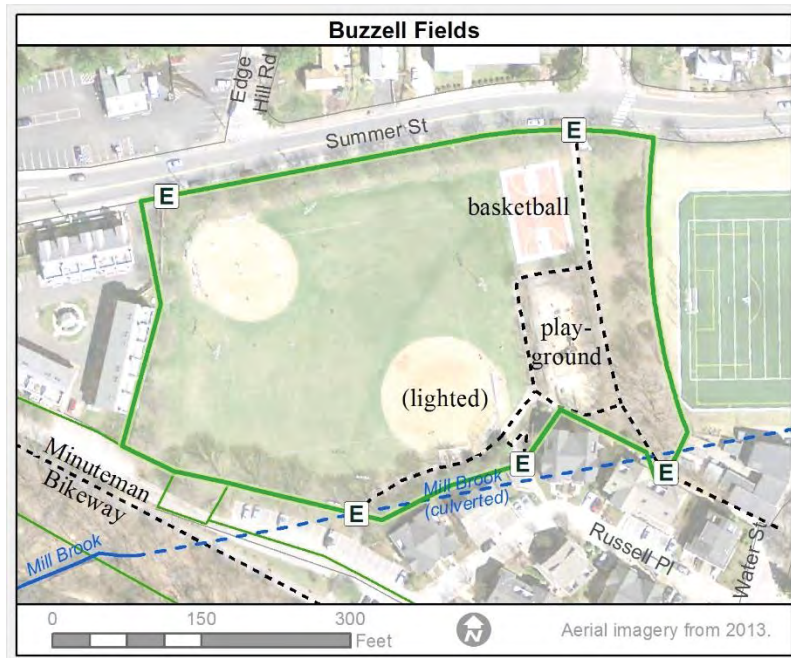 Buzzell Fields
Edge
Hill Rd
Summer St
E
E
basketball
play-
ground
(lighted)
Minuteman
Bikeway
E
E
E
Mill Brook
(culverted)
Mill Brook
Russell Pl
Water St
0
150
300
Feet
N
Aerial imagery from 2013.